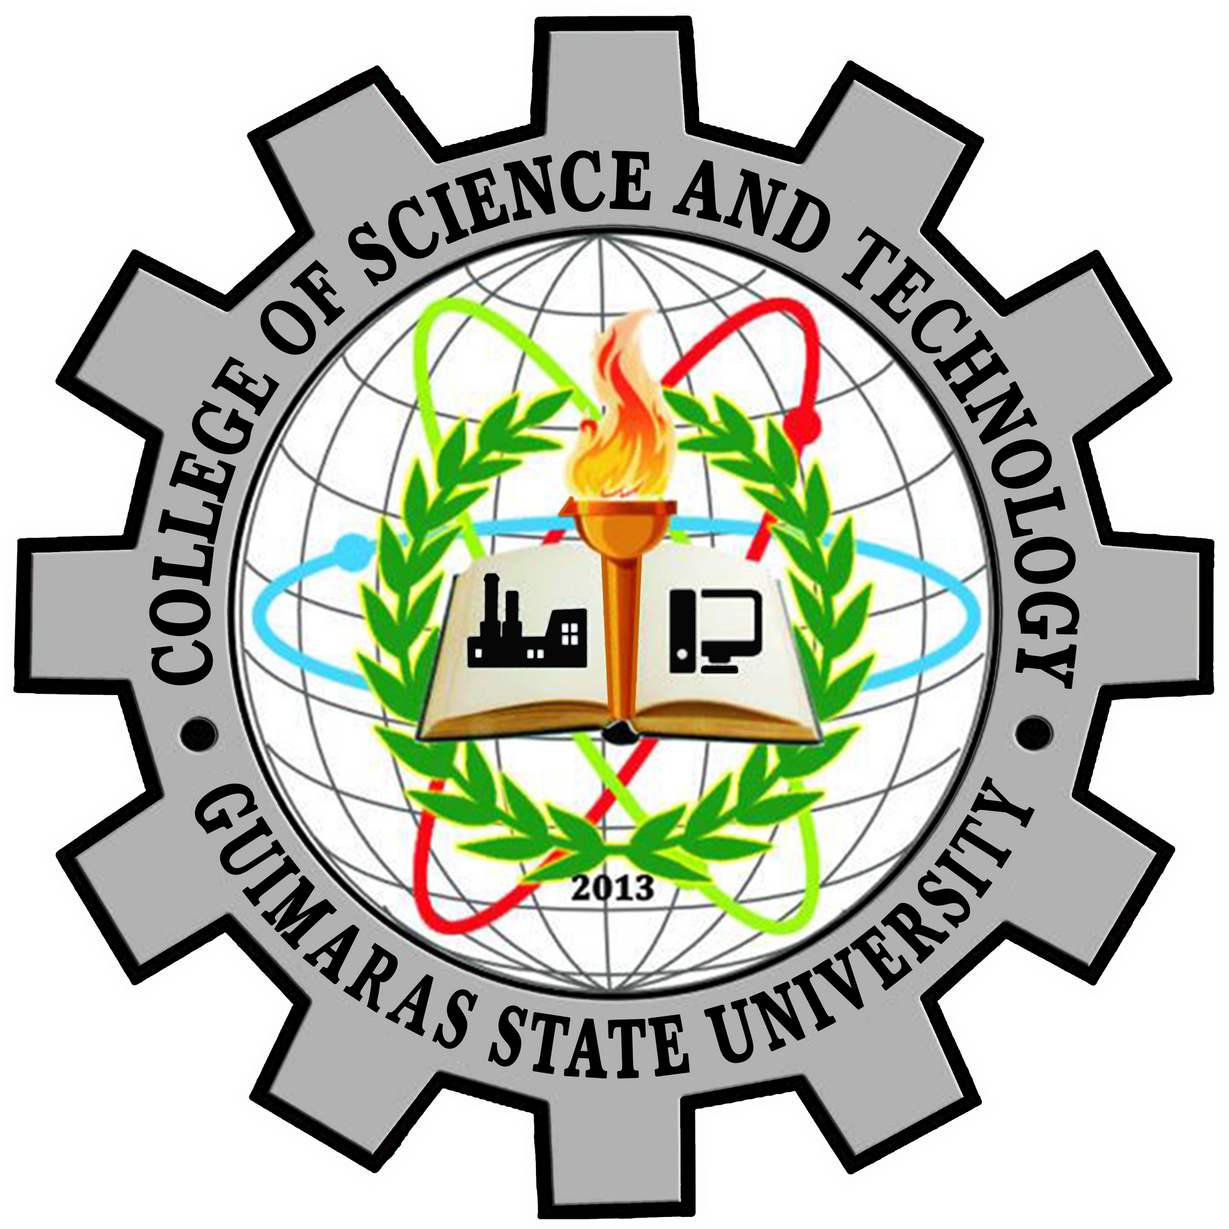 COLLEGE OF SCIENCE AND TECHNOLOGY
2013
GUIMARAS STATE UNIVERSITY